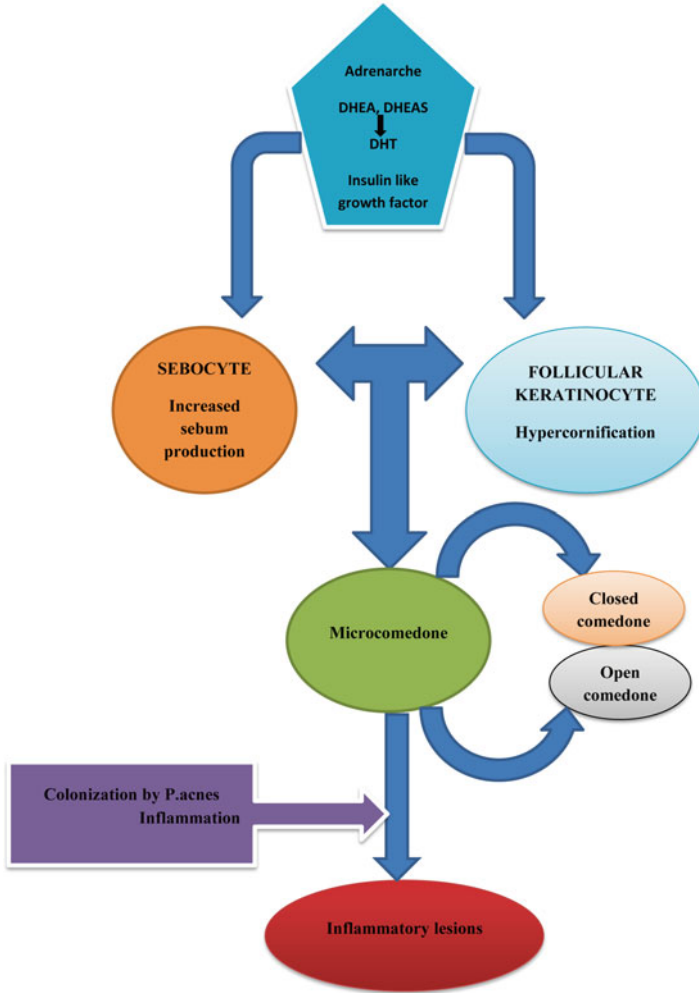 Adrenarche
DHEA, DHEAS
DHT
Insulin like
growth factor
SEBOCYTE
Increased
sebum
production
FOLLICULAR
KERATINOCYTE
Hypercornification
Microcomedone
Closed
comedone
Open
comedone
Colonization by P.acnes
Inflammation
Inflammatory lesions